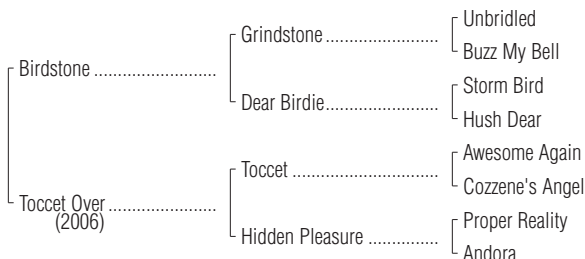 Unbridled
Grindstone ......................
Buzz My Bell
Birdstone ........................
Storm Bird
Dear Birdie......................
Hush Dear
Awesome Again
Toccet ............................
Cozzene's Angel
Toccet Over .....................
(2006)
Proper Reality
Hidden Pleasure ..............
Andora